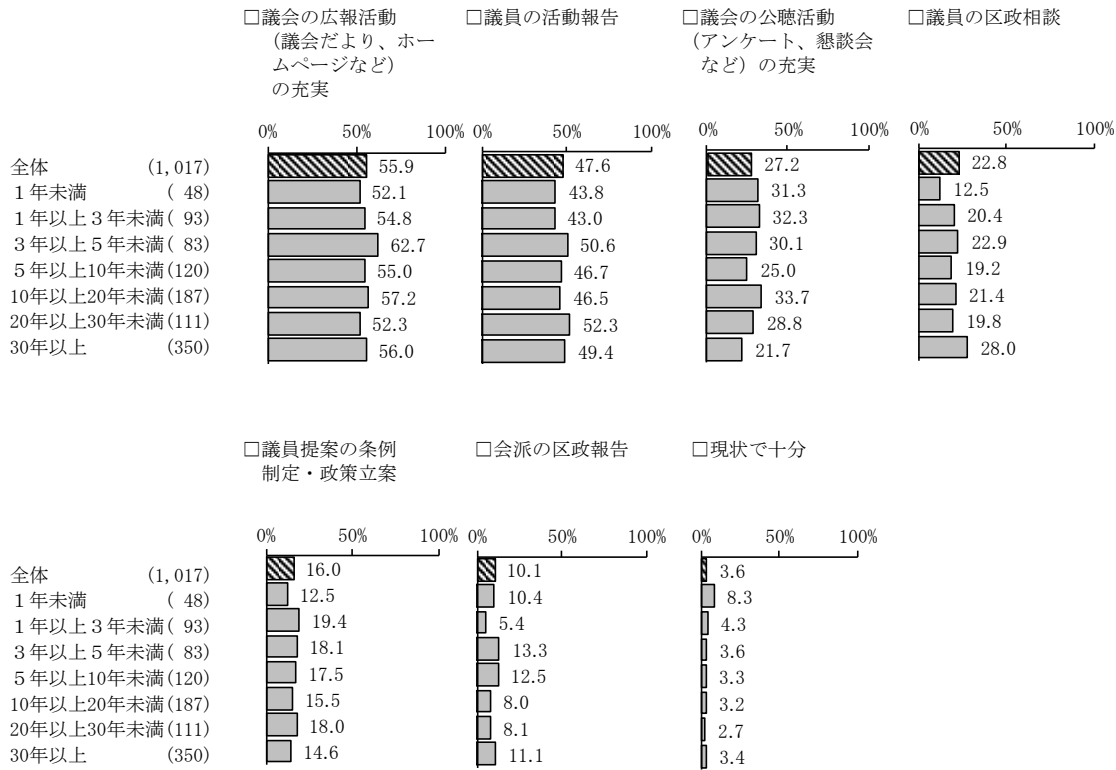 □議会の広報活動
（議会だより、ホー
ムページなど）
の充実
□議員の活動報告
□議会の公聴活動
（アンケート、懇談会
など）の充実
□議員の区政相談
0% 50% 100% 0% 50% 100% 0% 50% 100% 0% 50% 100%
全体 (1,017) 55.9 47.6 27.2 22.8
１年未満 ( 48) 52.1 43.8 31.3 12.5
１年以上３年未満( 93) 54.8 43.0 32.3 20.4
３年以上５年未満( 83) 62.7 50.6 30.1 22.9
５年以上10年未満(120) 55.0 46.7 25.0 19.2
10年以上20年未満(187) 57.2 46.5 33.7 21.4
20年以上30年未満(111) 52.3 52.3 28.8 19.8
30年以上 (350) 56.0 49.4 21.7 28.0
□議員提案の条例
制定・政策立案
□会派の区政報告
□現状で十分
0% 50% 100% 0% 50% 100% 0% 50% 100%
全体 (1,017) 16.0 10.1 3.6
１年未満 ( 48) 12.5 10.4 8.3
１年以上３年未満( 93) 19.4 5.4 4.3
３年以上５年未満( 83) 18.1 13.3 3.6
５年以上10年未満(120) 17.5 12.5 3.3
10年以上20年未満(187) 15.5 8.0 3.2
20年以上30年未満(111) 18.0 8.1 2.7
30年以上 (350) 14.6 11.1 3.4